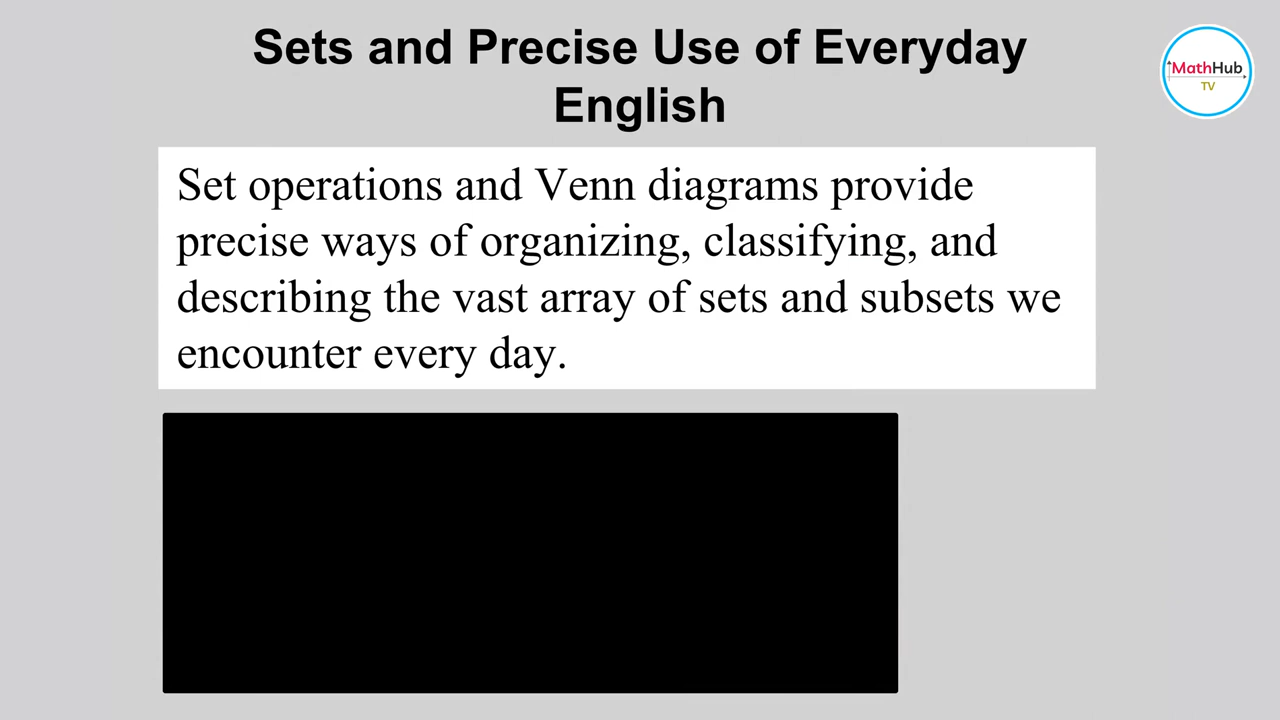 Sets and Precise Use of Everyday
English
MathHub
TV
Set operations and Venn diagrams provide
precise ways of organizing, classifying, and
describing the vast array of sets and subsets we
encounter every day.